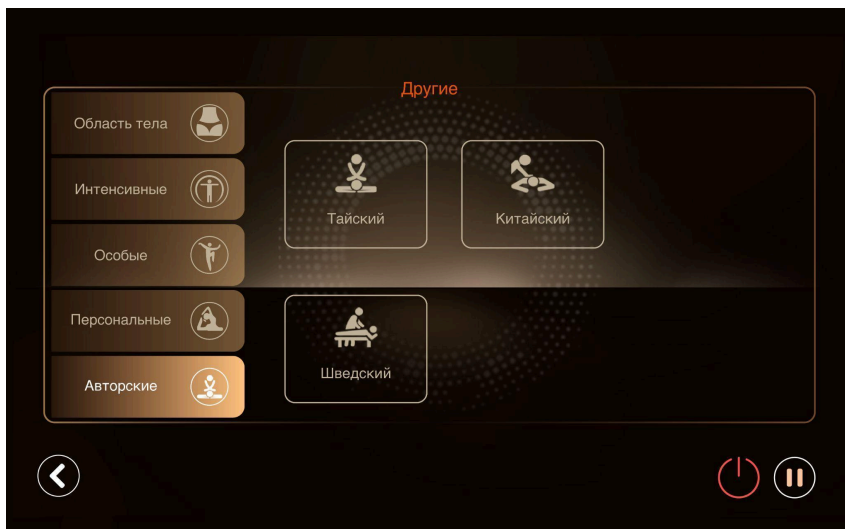 Другие
Область тела
Интенсивные
Особые
Персональные
Авторские
Тайский
Китайский
Шведский